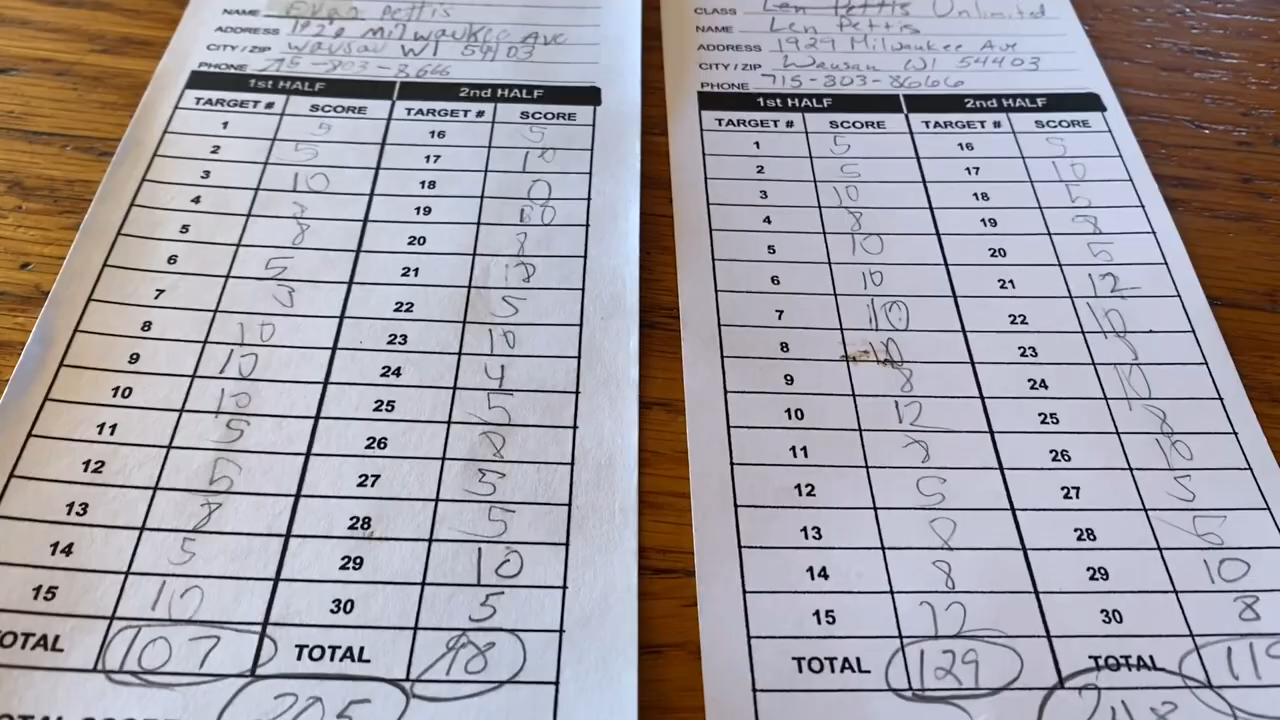 NAME Evan Pettis
ADDRESS 1929 Milwaukee Ave
CITY / ZIP Wausau WI 54403
PHONE 715-803-8666
1st HALF 2nd HALF
TARGET # SCORE TARGET # SCORE
1 5 16 5
2 5 17 10
3 10 18 0
4 19
5 8 20 8
6 5 21
7 3 22 5
8 10 23 10
9 10 24 4
10 10 25 5
11 5 26 8
12 5 27 5
13 8 28 5
14 5 29 10
15 10 30 5
TOTAL 107 TOTAL 98
205
CLASS Len Pettis Unlimited
NAME Len Pettis
ADDRESS 1929 Milwaukee Ave
CITY / ZIP Wausau WI 54403
PHONE 715-803-8666
1st HALF 2nd HALF
TARGET # SCORE TARGET # SCORE
1 5 16 5
2 5 17 10
3 10 18 5
4 8 19 8
5 10 20 5
6 10 21 12
7 10 22 10
8 10 23
9 8 24 10
10 12 25 8
11 8 26 10
12 5 27 5
13 8 28 5
14 8 29 10
15 12 30 8
TOTAL 129 TOTAL